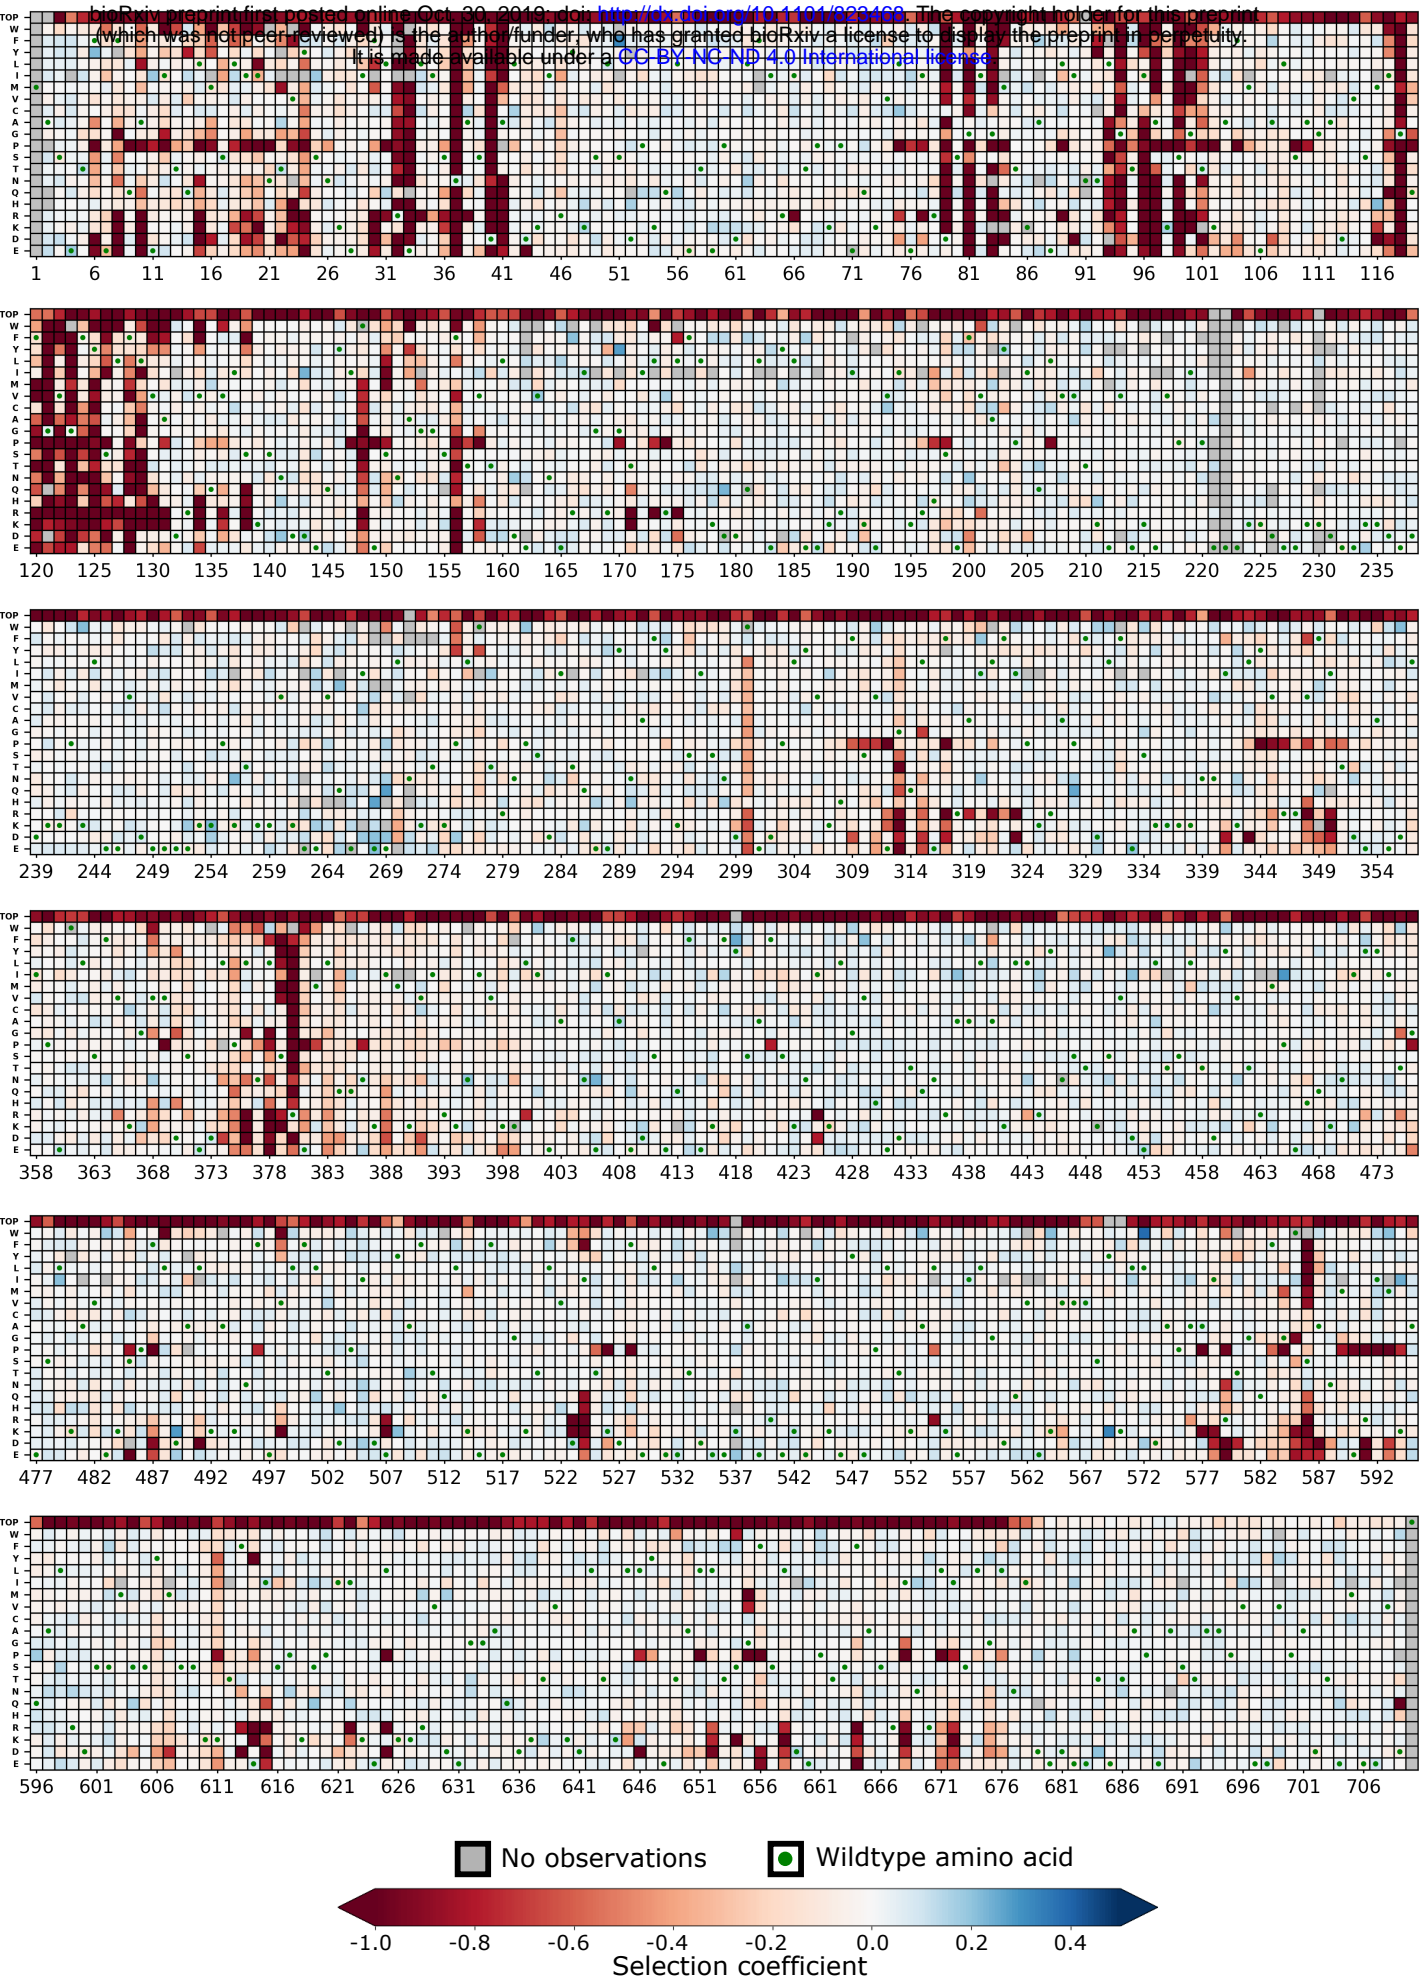 bioRxiv preprint first posted online Oct. 30, 2019; doi: http://dx.doi.org/10.1101/823468. The copyright holder for this preprint
(which was not peer-reviewed) is the author/funder, who has granted bioRxiv a license to display the preprint in perpetuity.
It is made available under a CC-BY-NC-ND 4.0 International license.
TOP
W
F
Y
L
I
M
V
C
A
G
P
S
T
N
Q
H
R
K
D
E
1 6 11 16 21 26 31 36 41 46 51 56 61 66 71 76 81 86 91 96 101 106 111 116
TOP
W
F
Y
L
I
M
V
C
A
G
P
S
T
N
Q
H
R
K
D
E
120 125 130 135 140 145 150 155 160 165 170 175 180 185 190 195 200 205 210 215 220 225 230 235
TOP
W
F
Y
L
I
M
V
C
A
G
P
S
T
N
Q
H
R
K
D
E
239 244 249 254 259 264 269 274 279 284 289 294 299 304 309 314 319 324 329 334 339 344 349 354
TOP
W
F
Y
L
I
M
V
C
A
G
P
S
T
N
Q
H
R
K
D
E
358 363 368 373 378 383 388 393 398 403 408 413 418 423 428 433 438 443 448 453 458 463 468 473
TOP
W
F
Y
L
I
M
V
C
A
G
P
S
T
N
Q
H
R
K
D
E
477 482 487 492 497 502 507 512 517 522 527 532 537 542 547 552 557 562 567 572 577 582 587 592
TOP
W
F
Y
L
I
M
V
C
A
G
P
S
T
N
Q
H
R
K
D
E
596 601 606 611 616 621 626 631 636 641 646 651 656 661 666 671 676 681 686 691 696 701 706
No observations Wildtype amino acid
-1.0 -0.8 -0.6 -0.4 -0.2 0.0 0.2 0.4
Selection coefficient